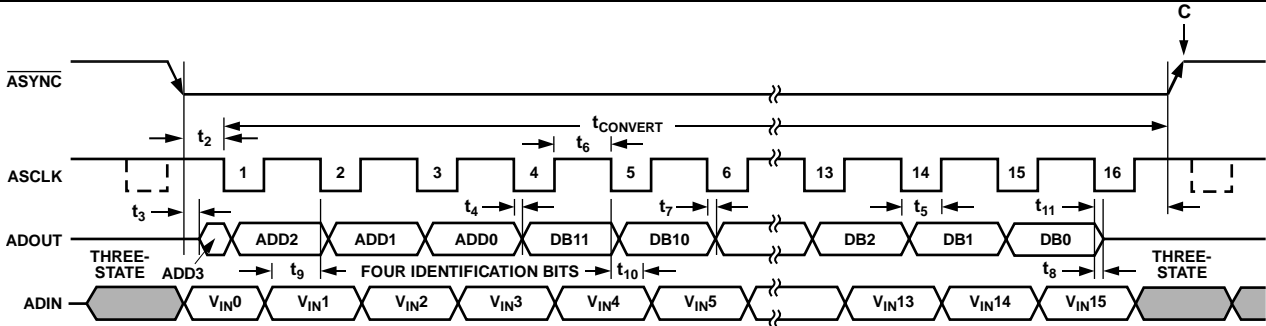 C
ASYNC
t2
tCONVERT
t6
ASCLK
1 2 3 4 5 6 13 14 15 16
t3 t4 t7 t5 t11
ADOUT
ADD2 ADD1 ADD0 DB11 DB10 DB2 DB1 DB0
THREE-STATE
ADD3
t9
FOUR IDENTIFICATION BITS
t10
t8
THREE-STATE
ADIN
VIN0 VIN1 VIN2 VIN3 VIN4 VIN5 VIN13 VIN14 VIN15